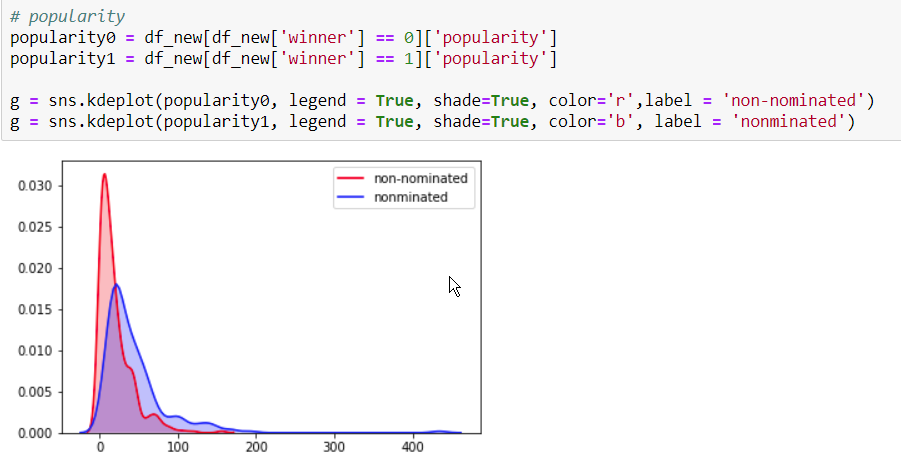 # popularity
popularity0 = df_new[df_new['winner'] == 0]['popularity']
popularity1 = df_new[df_new['winner'] == 1]['popularity']
g = sns.kdeplot(popularity0, legend = True, shade=True, color='r',label = 'non-nominated')
g = sns.kdeplot(popularity1, legend = True, shade=True, color='b', label = 'nonminated')
non-nominated
nonminated
0.030
0.025
0.020
0.015
0.010
0.005
0.000
0 100 200 300 400